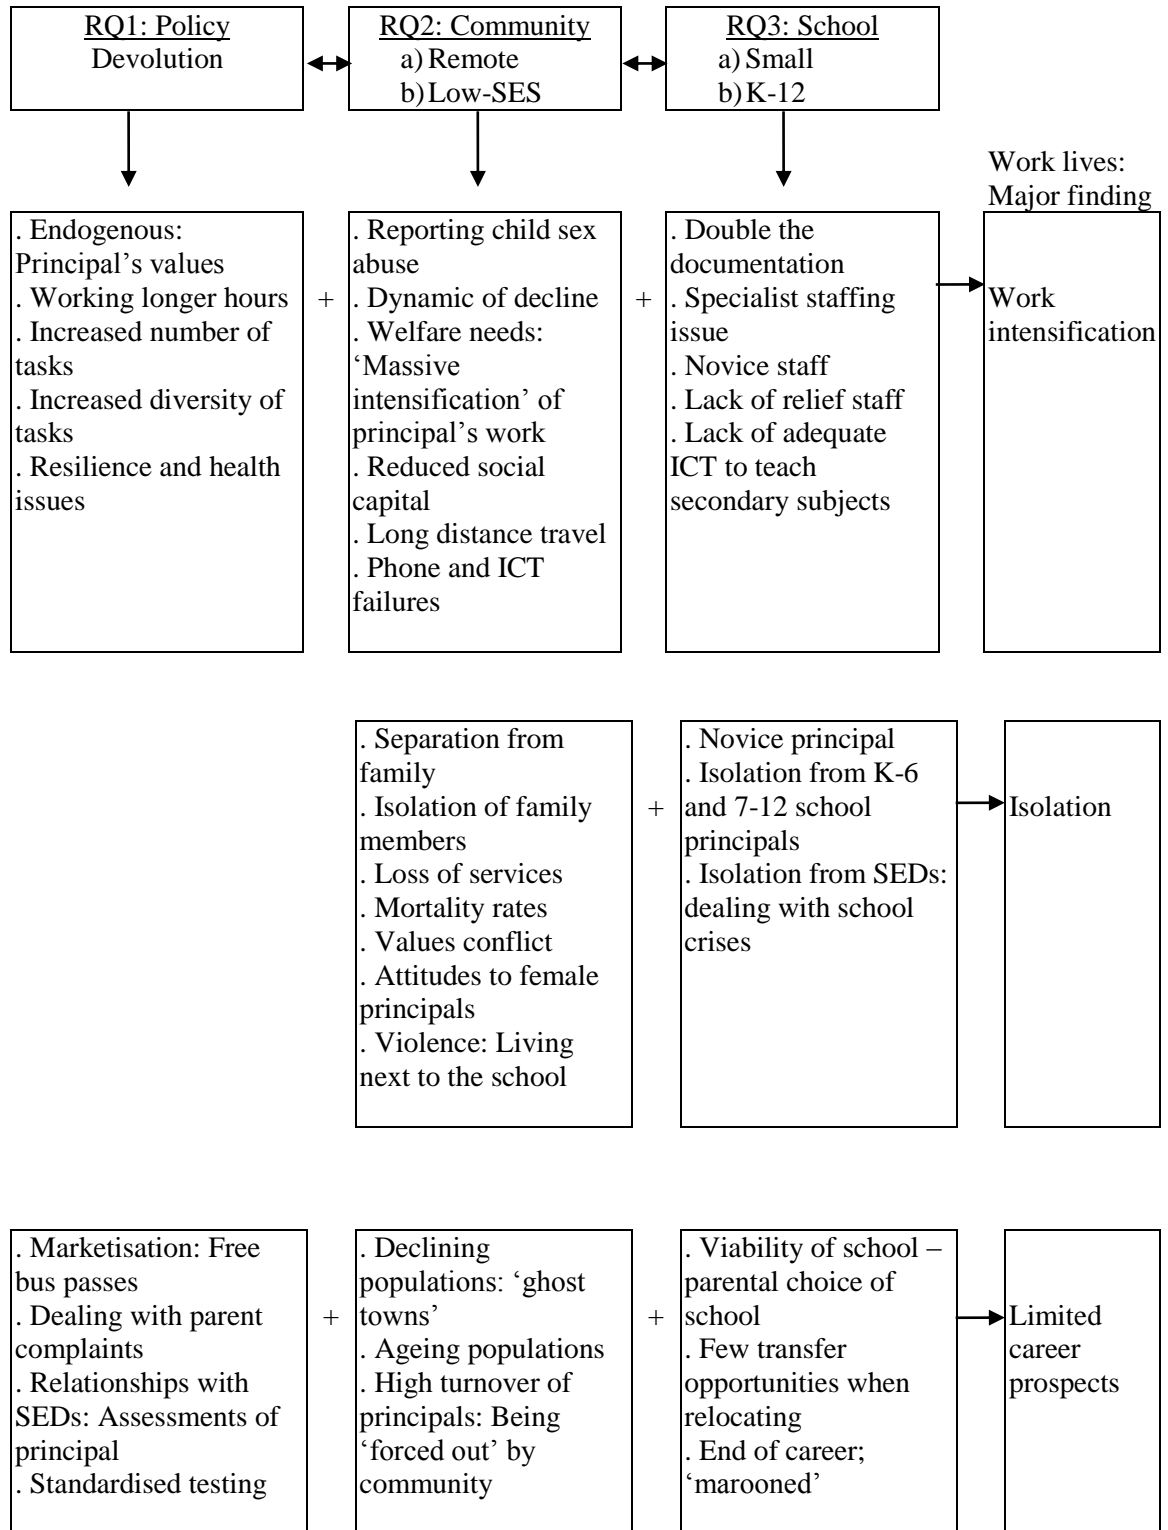 RQ1: Policy
Devolution
RQ2: Community
a) Remote
b) Low-SES
RQ3: School
a) Small
b) K-12
Work lives:
Major finding
. Endogenous:
Principal’s values
. Working longer hours
. Increased number of
tasks
. Increased diversity of
tasks
. Resilience and health
issues
+
. Reporting child sex
abuse
. Dynamic of decline
. Welfare needs:
‘Massive
intensification’ of
principal’s work
. Reduced social
capital
. Long distance travel
. Phone and ICT
failures
+
. Double the
documentation
. Specialist staffing
issue
. Novice staff
. Lack of relief staff
. Lack of adequate
ICT to teach
secondary subjects
Work
intensification
. Separation from
family
. Isolation of family
members
. Loss of services
. Mortality rates
. Values conflict
. Attitudes to female
principals
. Violence: Living
next to the school
+
. Novice principal
. Isolation from K-6
and 7-12 school
principals
. Isolation from SEDs:
dealing with school
crises
Isolation
. Marketisation: Free
bus passes
. Dealing with parent
complaints
. Relationships with
SEDs: Assessments of
principal
. Standardised testing
+
. Declining
populations: ‘ghost
towns’
. Ageing populations
. High turnover of
principals: Being
‘forced out’ by
community
+
. Viability of school –
parental choice of
school
. Few transfer
opportunities when
relocating
. End of career;
‘marooned’
Limited
career
prospects